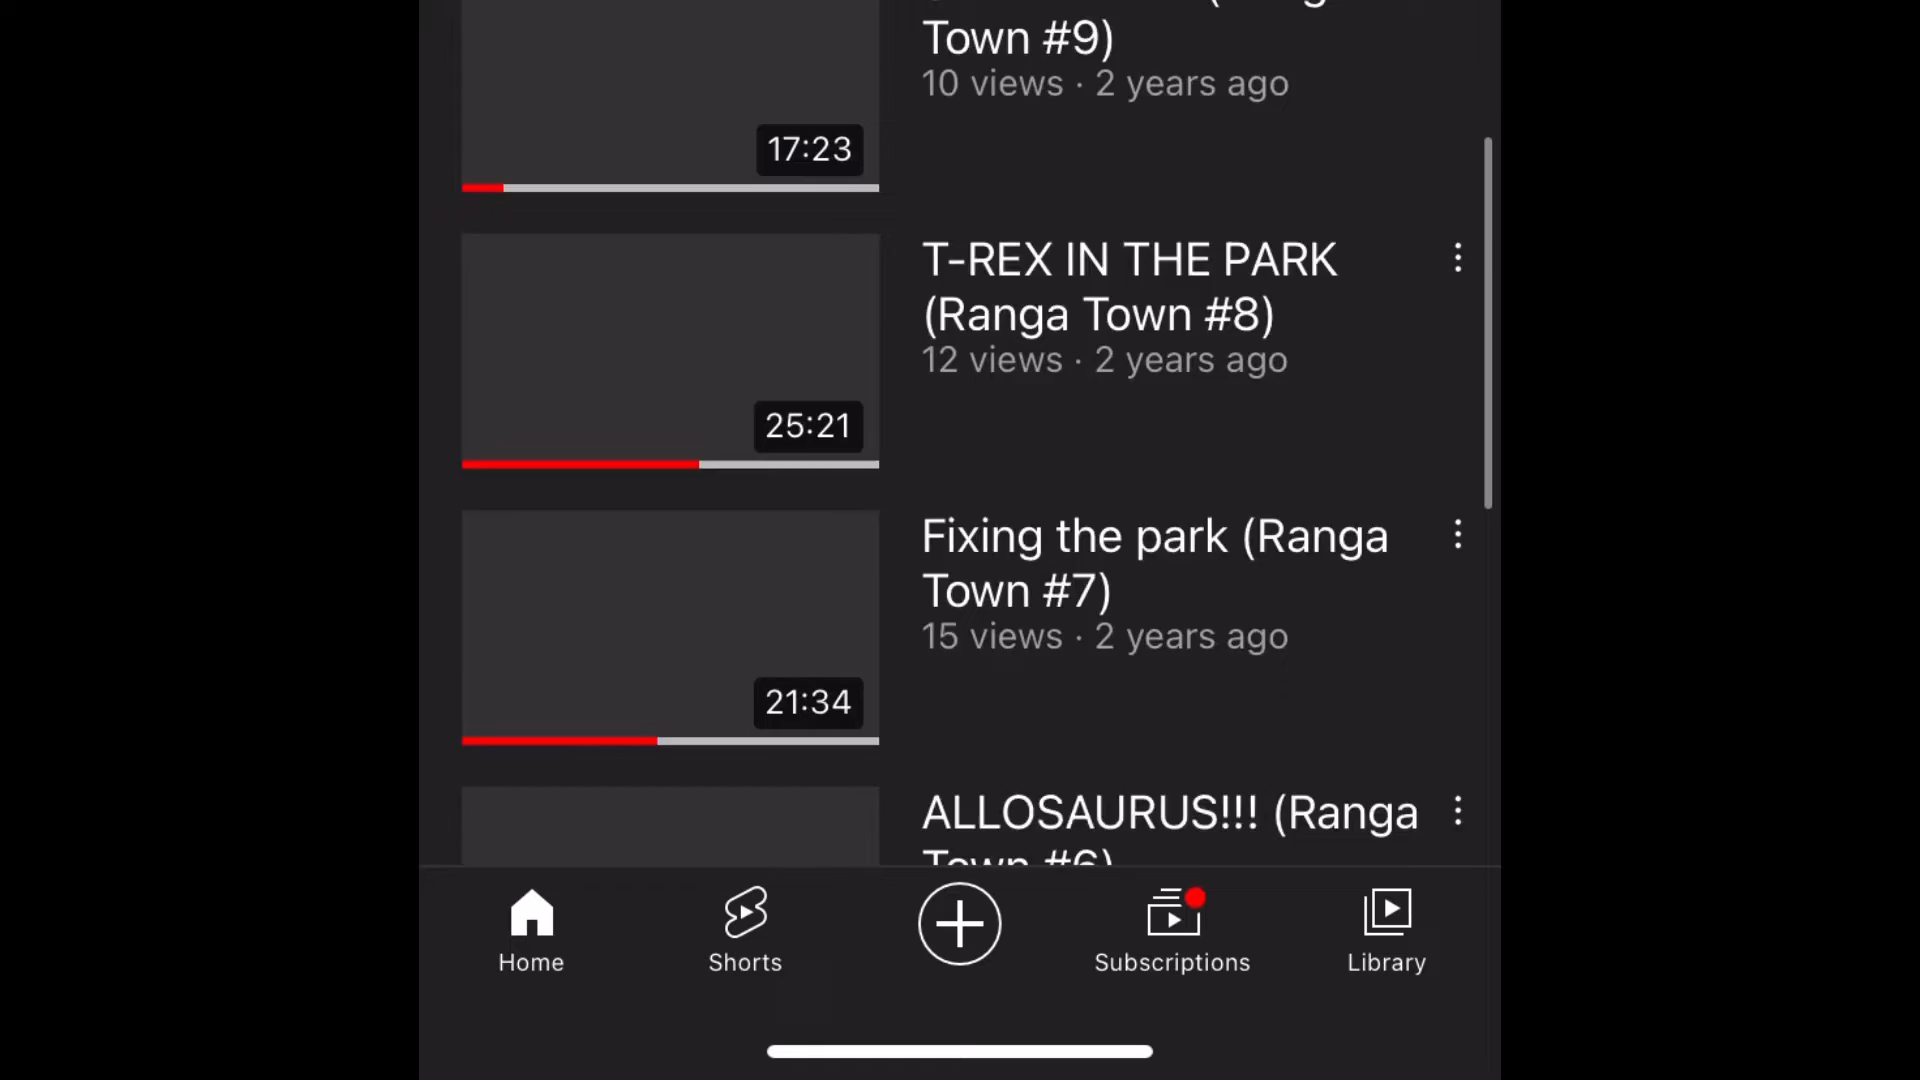 Town #9)
10 views · 2 years ago
17:23
T-REX IN THE PARK
(Ranga Town #8)
12 views · 2 years ago
25:21
Fixing the park (Ranga
Town #7)
15 views · 2 years ago
21:34
ALLOSAURUS!!! (Ranga
Town #6)
Home
Shorts
Subscriptions
Library